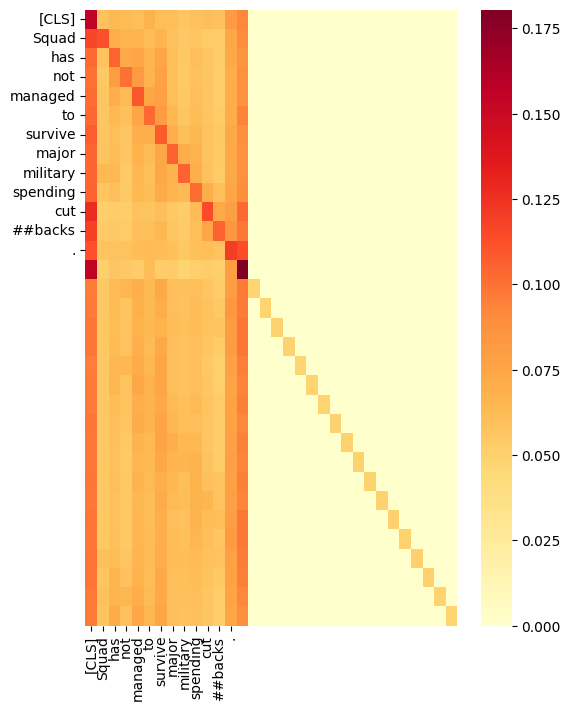 [CLS]
Squad
has
not
managed
to
survive
major
military
spending
cut
##backs
.
0.175
0.150
0.125
0.100
0.075
0.050
0.025
0.000
[CLS]
Squad
has
not
managed
to
survive
major
military
spending
cut
##backs
.